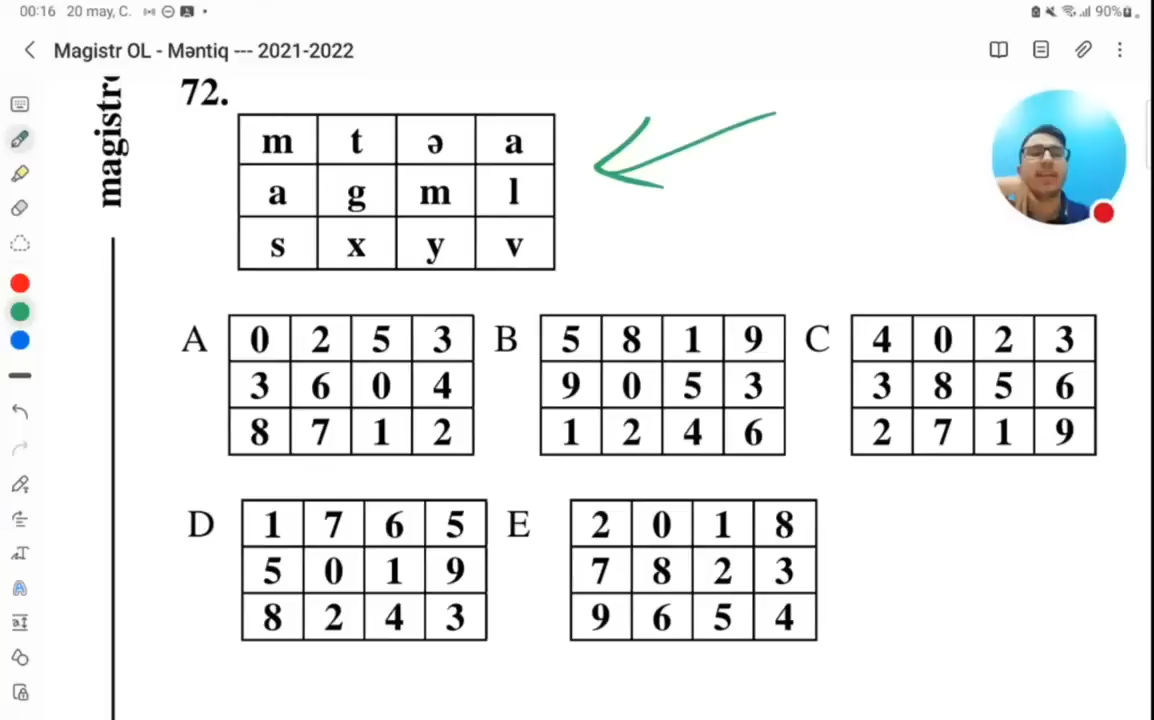 00:16 20 may, C.
90%
Magistr OL - Məntiq --- 2021-2022
magistr
72.
m t ə a
a g m l
s x y v
A
0 2 5 3
3 6 0 4
8 7 1 2
B
5 8 1 9
9 0 5 3
1 2 4 6
C
4 0 2 3
3 8 5 6
2 7 1 9
D
1 7 6 5
5 0 1 9
8 2 4 3
E
2 0 1 8
7 8 2 3
9 6 5 4